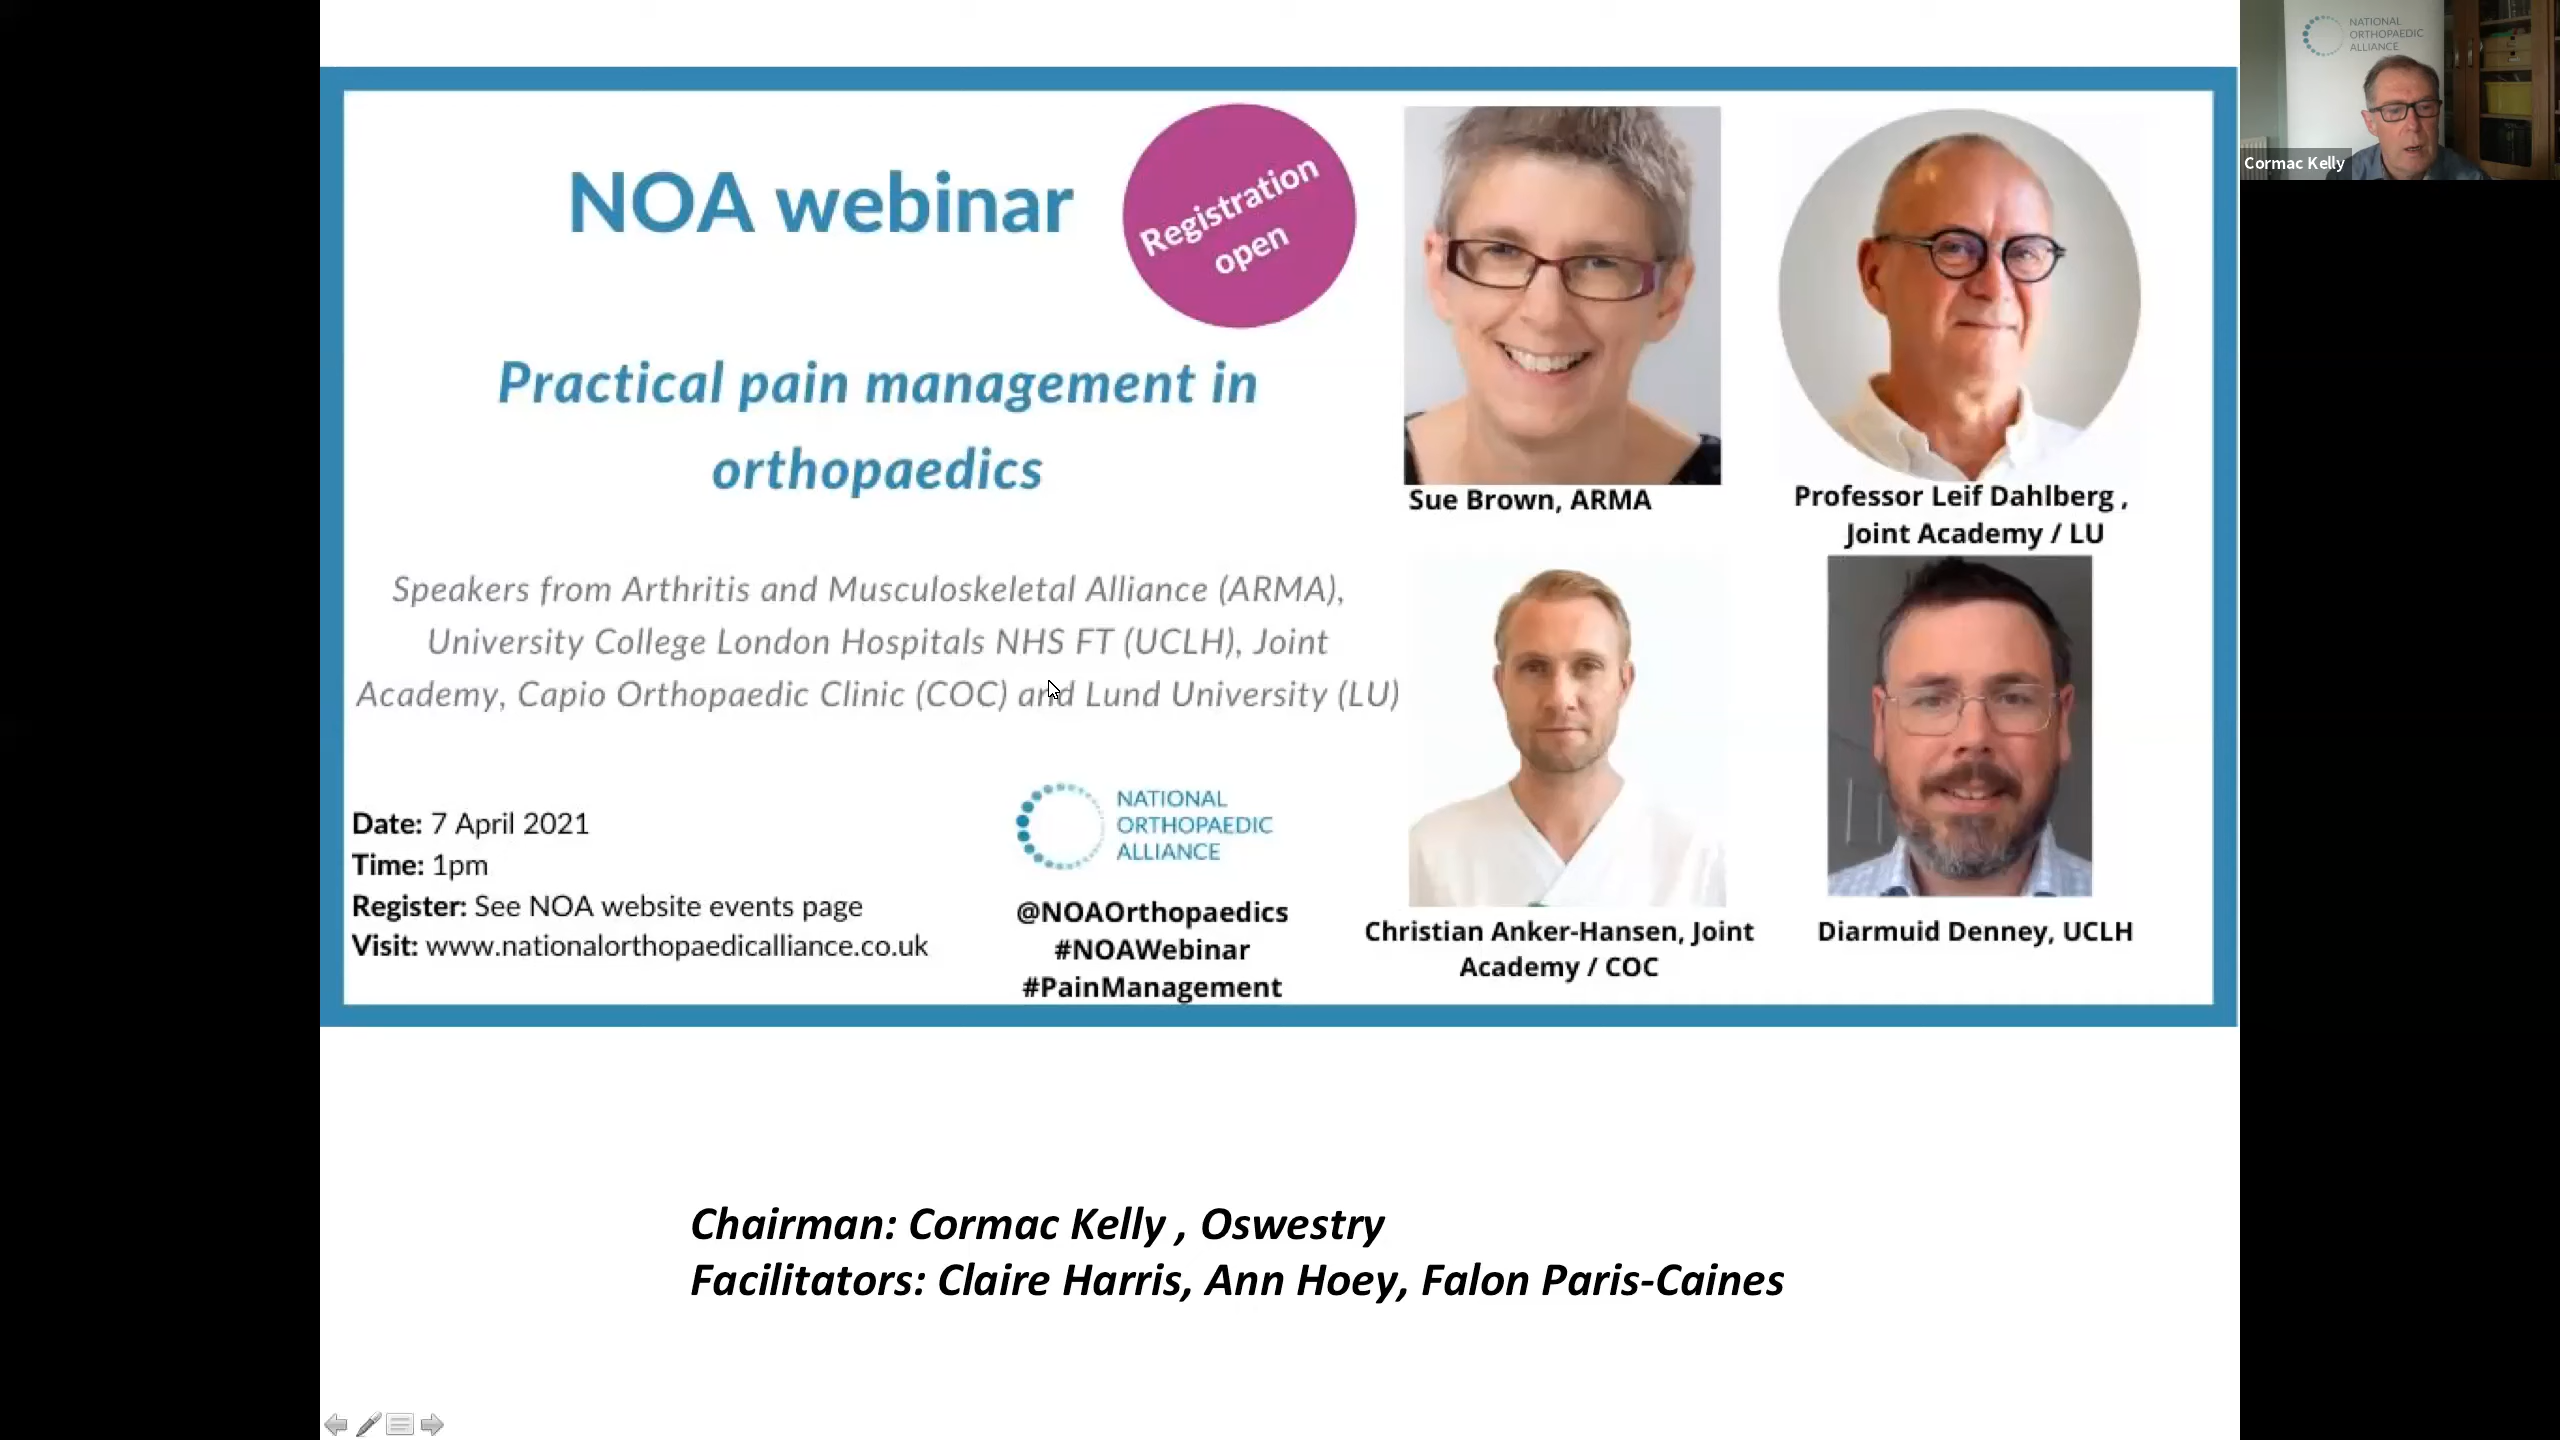 NOA webinar
Registration
open
Practical pain management in
orthopaedics
Speakers from Arthritis and Musculoskeletal Alliance (ARMA),
University College London Hospitals NHS FT (UCLH), Joint
Academy, Capio Orthopaedic Clinic (COC) and Lund University (LU)
Date: 7 April 2021
Time: 1pm
Register: See NOA website events page
Visit: www.nationalorthopaedicalliance.co.uk
NATIONAL
ORTHOPAEDIC
ALLIANCE
@NOAOrthopaedics
#NOAWebinar
#PainManagement
Sue Brown, ARMA
Professor Leif Dahlberg ,
Joint Academy / LU
Christian Anker-Hansen, Joint
Academy / COC
Diarmuid Denney, UCLH
Chairman: Cormac Kelly , Oswestry
Facilitators: Claire Harris, Ann Hoey, Falon Paris-Caines
NATIONAL
ORTHOPAEDIC
ALLIANCE
Cormac Kelly